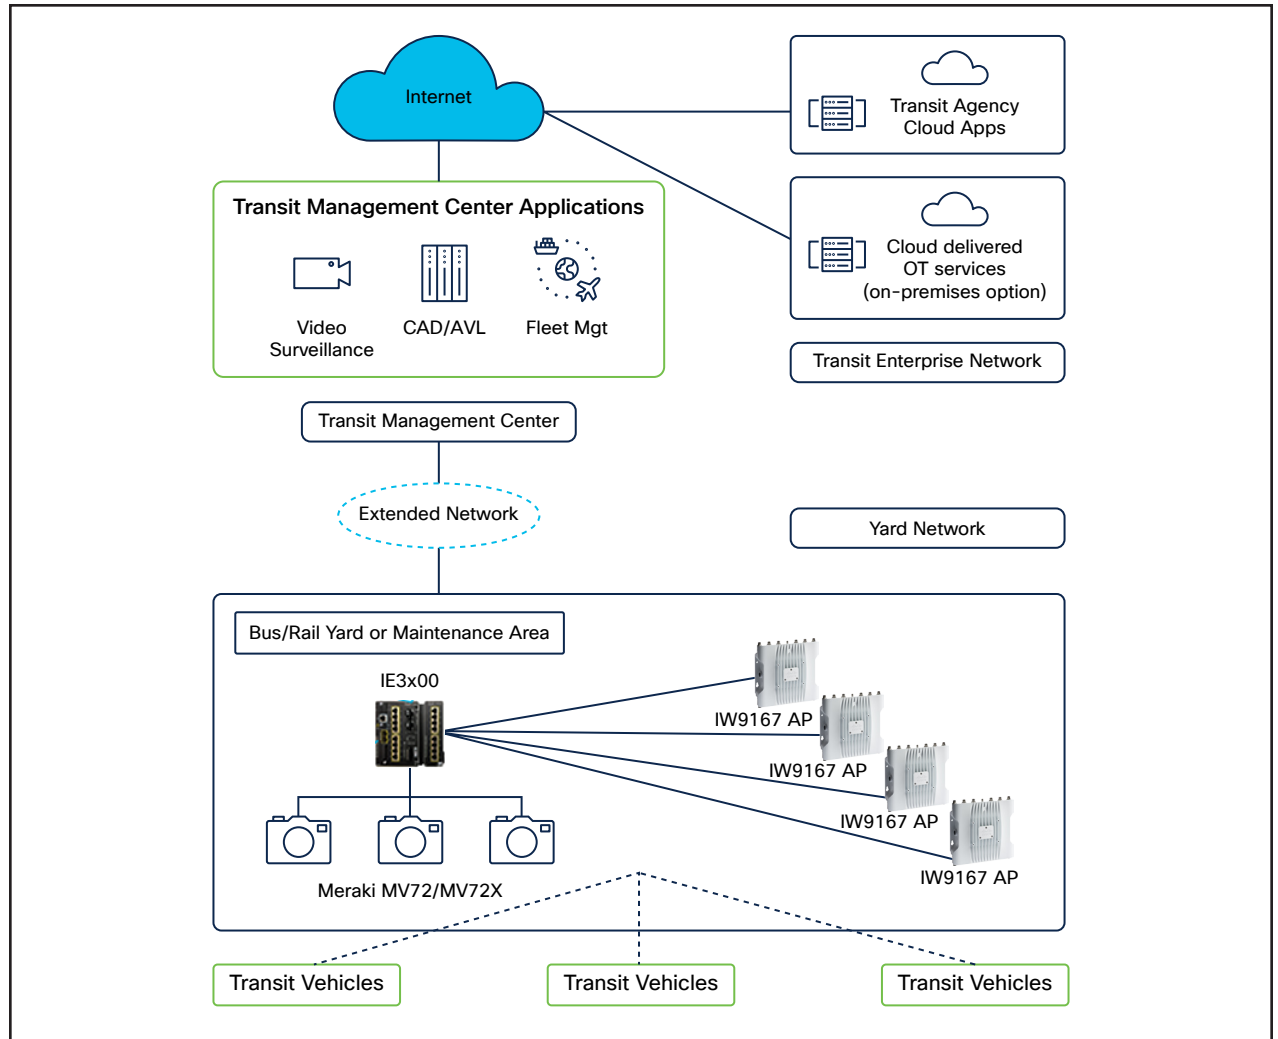 Internet
Transit Agency
Cloud Apps
Transit Management Center Applications
Video
Surveillance
CAD/AVL
Fleet Mgt
Cloud delivered
OT services
(on-premises option)
Transit Enterprise Network
Transit Management Center
Extended Network
Yard Network
Bus/Rail Yard or Maintenance Area
IE3x00
IW9167 AP
IW9167 AP
IW9167 AP
IW9167 AP
Meraki MV72/MV72X
Transit Vehicles
Transit Vehicles
Transit Vehicles